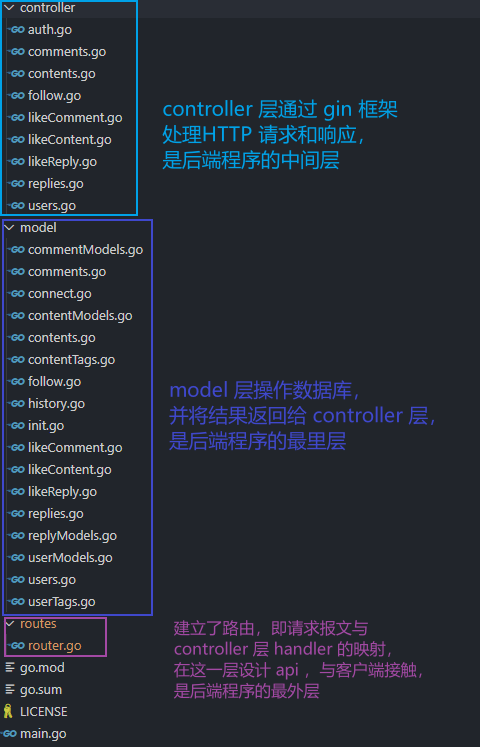 controller
auth.go
comments.go
contents.go
follow.go
likeComment.go
likeContent.go
likeReply.go
replies.go
users.go
controller 层通过 gin 框架
处理HTTP 请求和响应，
是后端程序的中间层
model
commentModels.go
comments.go
connect.go
contentModels.go
contents.go
contentTags.go
follow.go
history.go
init.go
likeComment.go
likeContent.go
likeReply.go
replies.go
replyModels.go
userModels.go
users.go
userTags.go
model 层操作数据库，
并将结果返回给 controller 层，
是后端程序的最里层
routes
router.go
建立了路由，即请求报文与
controller 层 handler 的映射，
在这一层设计 api ，与客户端接触，
是后端程序的最外层
go.mod
go.sum
LICENSE
main.go